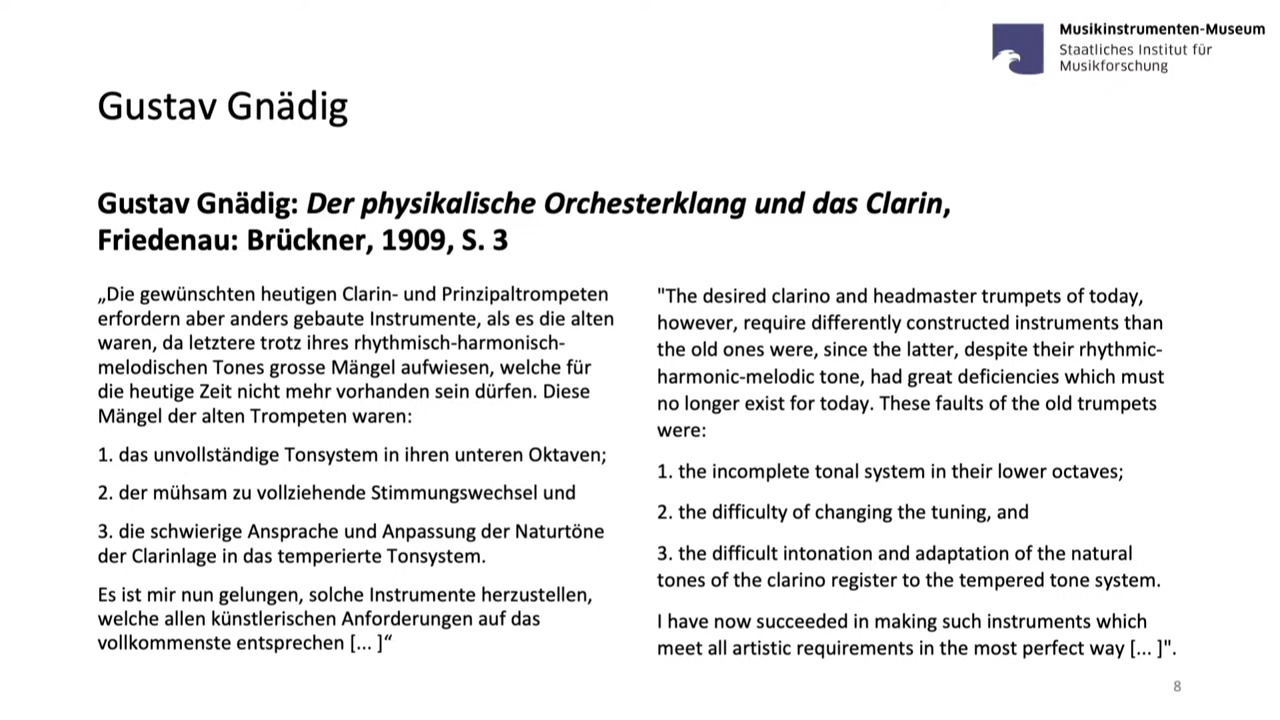 Musikinstrumenten-Museum
Staatliches Institut für
Musikforschung
Gustav Gnädig
Gustav Gnädig: Der physikalische Orchesterklang und das Clarin,
Friedenau: Brückner, 1909, S. 3
„Die gewünschten heutigen Clarin- und Prinzipaltrompeten
erfordern aber anders gebaute Instrumente, als es die alten
waren, da letztere trotz ihres rhythmisch-harmonisch-
melodischen Tones grosse Mängel aufwiesen, welche für
die heutige Zeit nicht mehr vorhanden sein dürfen. Diese
Mängel der alten Trompeten waren:
1. das unvollständige Tonsystem in ihren unteren Oktaven;
2. der mühsam zu vollziehende Stimmungswechsel und
3. die schwierige Ansprache und Anpassung der Naturtöne
der Clarinlage in das temperierte Tonsystem.
Es ist mir nun gelungen, solche Instrumente herzustellen,
welche allen künstlerischen Anforderungen auf das
vollkommenste entsprechen [... ]“
"The desired clarino and headmaster trumpets of today,
however, require differently constructed instruments than
the old ones were, since the latter, despite their rhythmic-
harmonic-melodic tone, had great deficiencies which must
no longer exist for today. These faults of the old trumpets
were:
1. the incomplete tonal system in their lower octaves;
2. the difficulty of changing the tuning, and
3. the difficult intonation and adaptation of the natural
tones of the clarino register to the tempered tone system.
I have now succeeded in making such instruments which
meet all artistic requirements in the most perfect way [... ]".
8